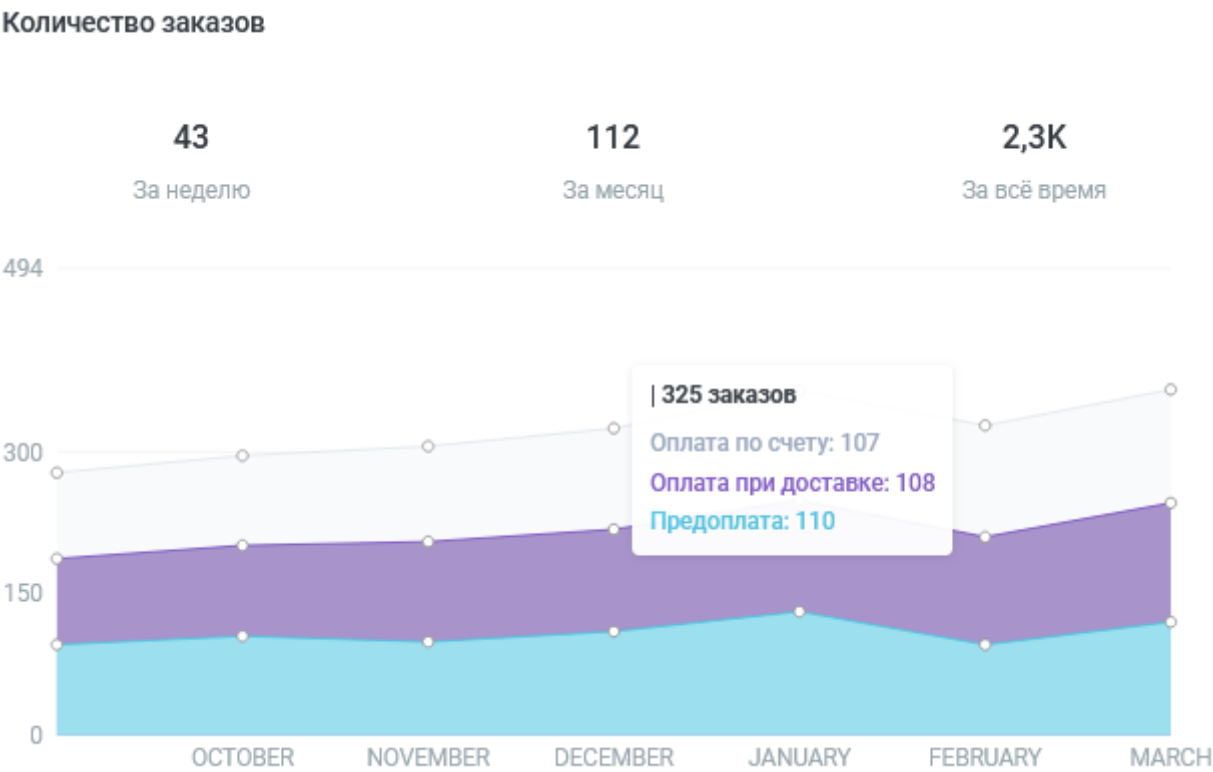 Количество заказов
43
112
2,3K
За неделю
За месяц
За всё время
494
300
150
0
| 325 заказов
Оплата по счету: 107
Оплата при доставке: 108
Предоплата: 110
OCTOBER
NOVEMBER
DECEMBER
JANUARY
FEBRUARY
MARCH